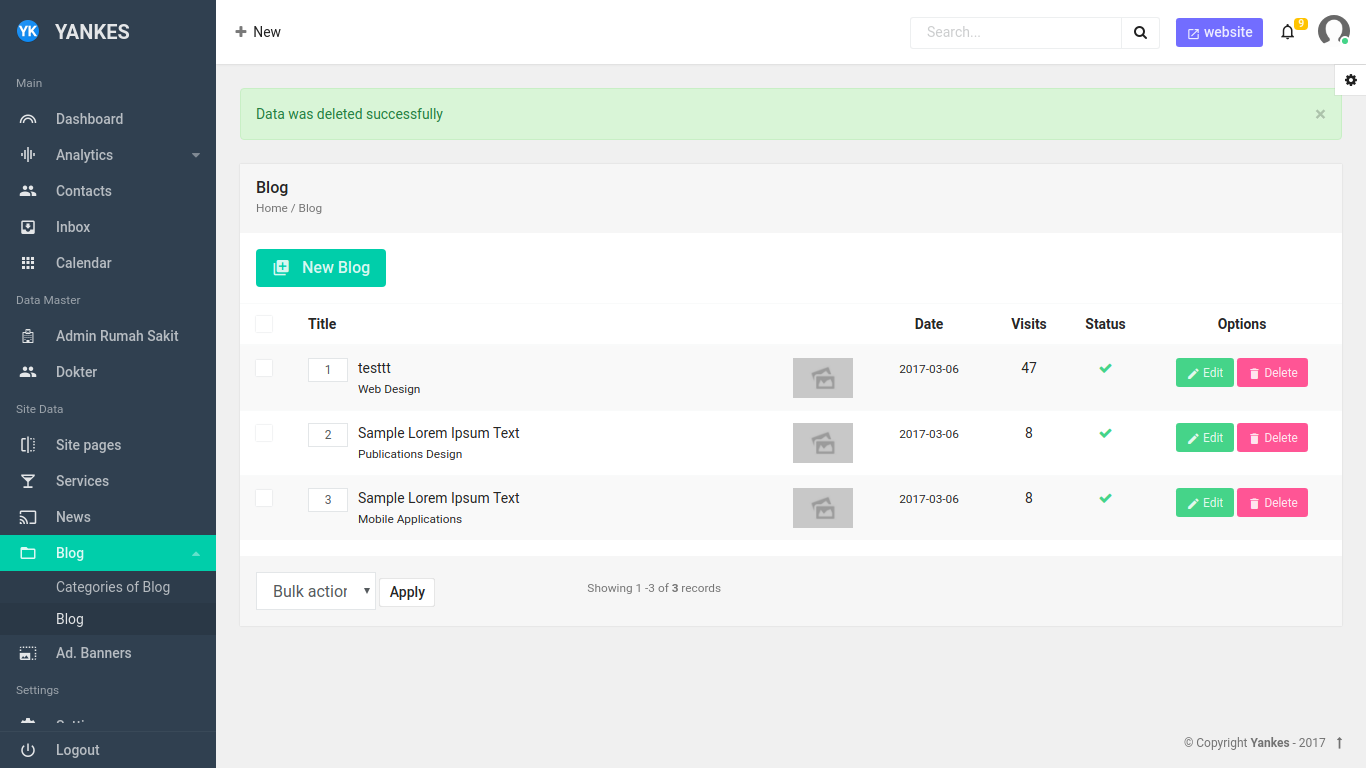 YK YANKES
Main
Dashboard
Analytics
Contacts
Inbox
Calendar
Data Master
Admin Rumah Sakit
Dokter
Site Data
Site pages
Services
News
Blog
Categories of Blog
Blog
Ad. Banners
Settings
Logout
New
Search...
website
9
Data was deleted successfully ×
Blog
Home / Blog
New Blog
Title Date Visits Status Options
1 testtt 2017-03-06 47 Edit Delete
Web Design
2 Sample Lorem Ipsum Text 2017-03-06 8 Edit Delete
Publications Design
3 Sample Lorem Ipsum Text 2017-03-06 8 Edit Delete
Mobile Applications
Bulk action Apply Showing 1 -3 of 3 records
© Copyright Yankes - 2017